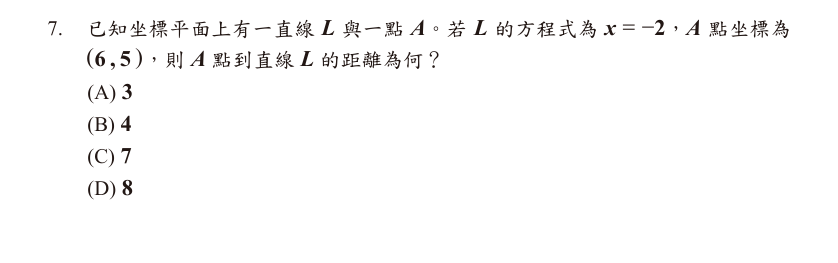 7. 已知坐標平面上有一直線 L 與一點 A。若 L 的方程式為 x = −2，A 點坐標為
(6 , 5)，則 A 點到直線 L 的距離為何？
(A) 3
(B) 4
(C) 7
(D) 8